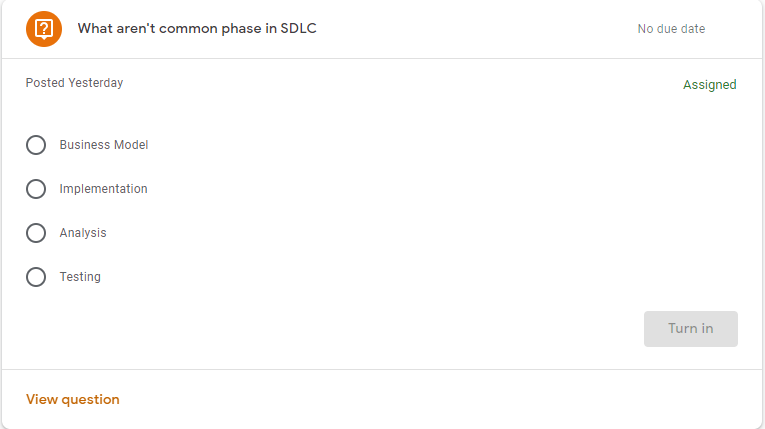 What aren't common phase in SDLC
No due date
Posted Yesterday
Assigned
Business Model
Implementation
Analysis
Testing
Turn in
View question